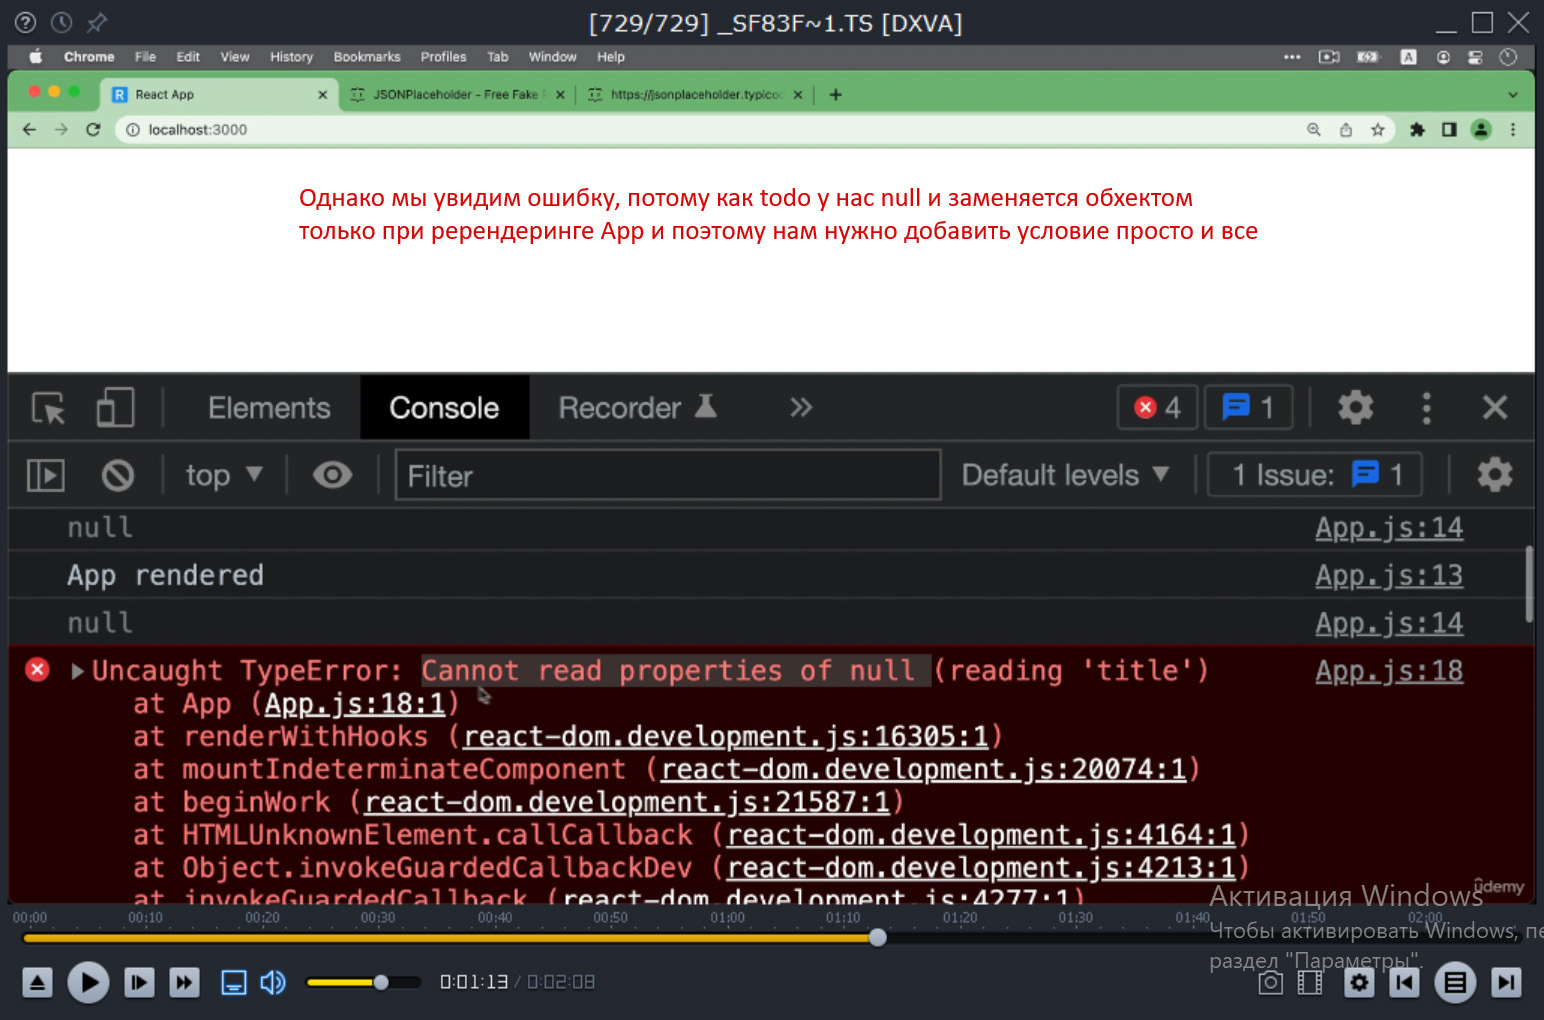 [729/729] _SF83F~1.TS [DXVA]
Chrome File Edit View History Bookmarks Profiles Tab Window Help
A
R React App
JSONPlaceholder - Free Fake
https://jsonplaceholder.typico
localhost:3000
Однако мы увидим ошибку, потому как todo у нас null и заменяется обхектом
только при ререндеринге App и поэтому нам нужно добавить условие просто и все
Elements Console Recorder 4 1
top Filter Default levels 1 Issue: 1
null App.js:14
App rendered App.js:13
null App.js:14
Uncaught TypeError: Cannot read properties of null (reading 'title') App.js:18
at App (App.js:18:1)
at renderWithHooks (react-dom.development.js:16305:1)
at mountIndeterminateComponent (react-dom.development.js:20074:1)
at beginWork (react-dom.development.js:21587:1)
at HTMLUnknownElement.callCallback (react-dom.development.js:4164:1)
at Object.invokeGuardedCallbackDev (react-dom.development.js:4213:1)
at invokeGuardedCallback (react-dom.development.js:4277:1)
ûdemy
Активация Windows
00:00 00:10 00:20 00:30 00:40 00:50 01:00 01:10 01:20 01:30 01:40 01:50 02:00
Чтобы активировать Windows, пе
раздел "Параметры".
0:01:13 / 0:02:08